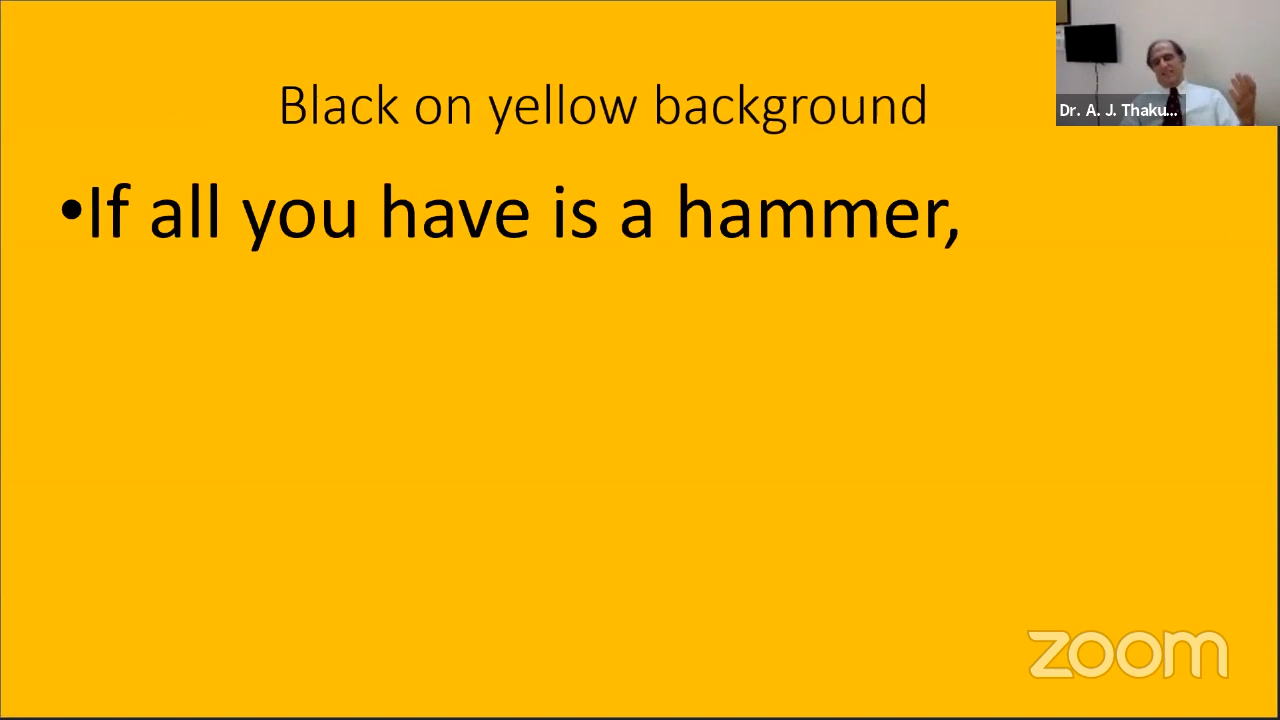 Black on yellow background
•If all you have is a hammer,
Dr. A. J. Thaku...
zoom